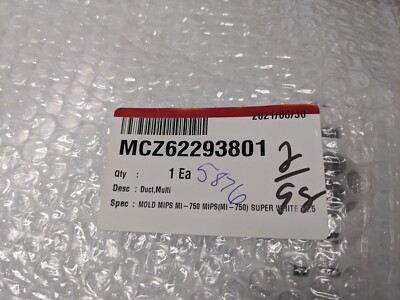 2021/08/30
MCZ62293801
Qty : 1 Ea
5876
2/
Desc : Duct,Multi
Spec : MOLD MIPS MI-750 MIPS(MI-750) SUPER WHITE